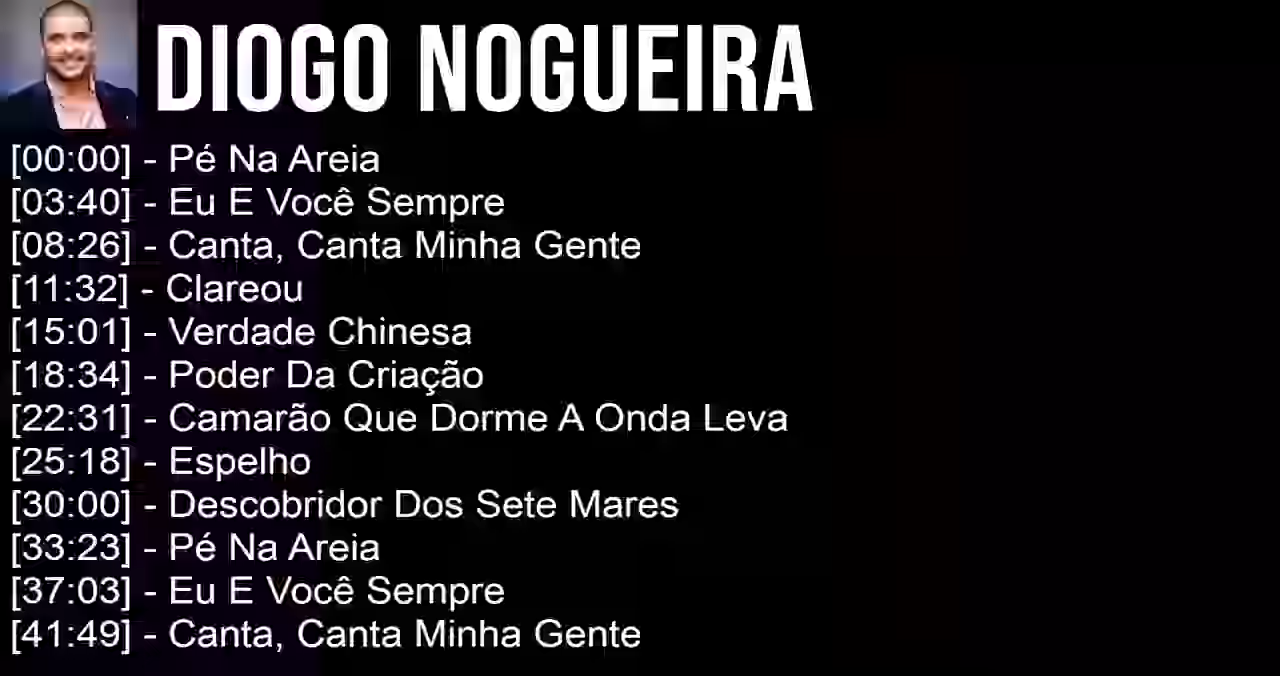 DIOGO NOGUEIRA
[00:00] - Pé Na Areia
[03:40] - Eu E Você Sempre
[08:26] - Canta, Canta Minha Gente
[11:32] - Clareou
[15:01] - Verdade Chinesa
[18:34] - Poder Da Criação
[22:31] - Camarão Que Dorme A Onda Leva
[25:18] - Espelho
[30:00] - Descobridor Dos Sete Mares
[33:23] - Pé Na Areia
[37:03] - Eu E Você Sempre
[41:49] - Canta, Canta Minha Gente